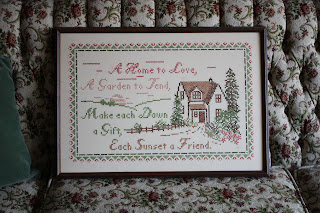 A Home to Love,
A Garden to Tend,
Make each Dawn
a Gift,
Each Sunset a Friend.